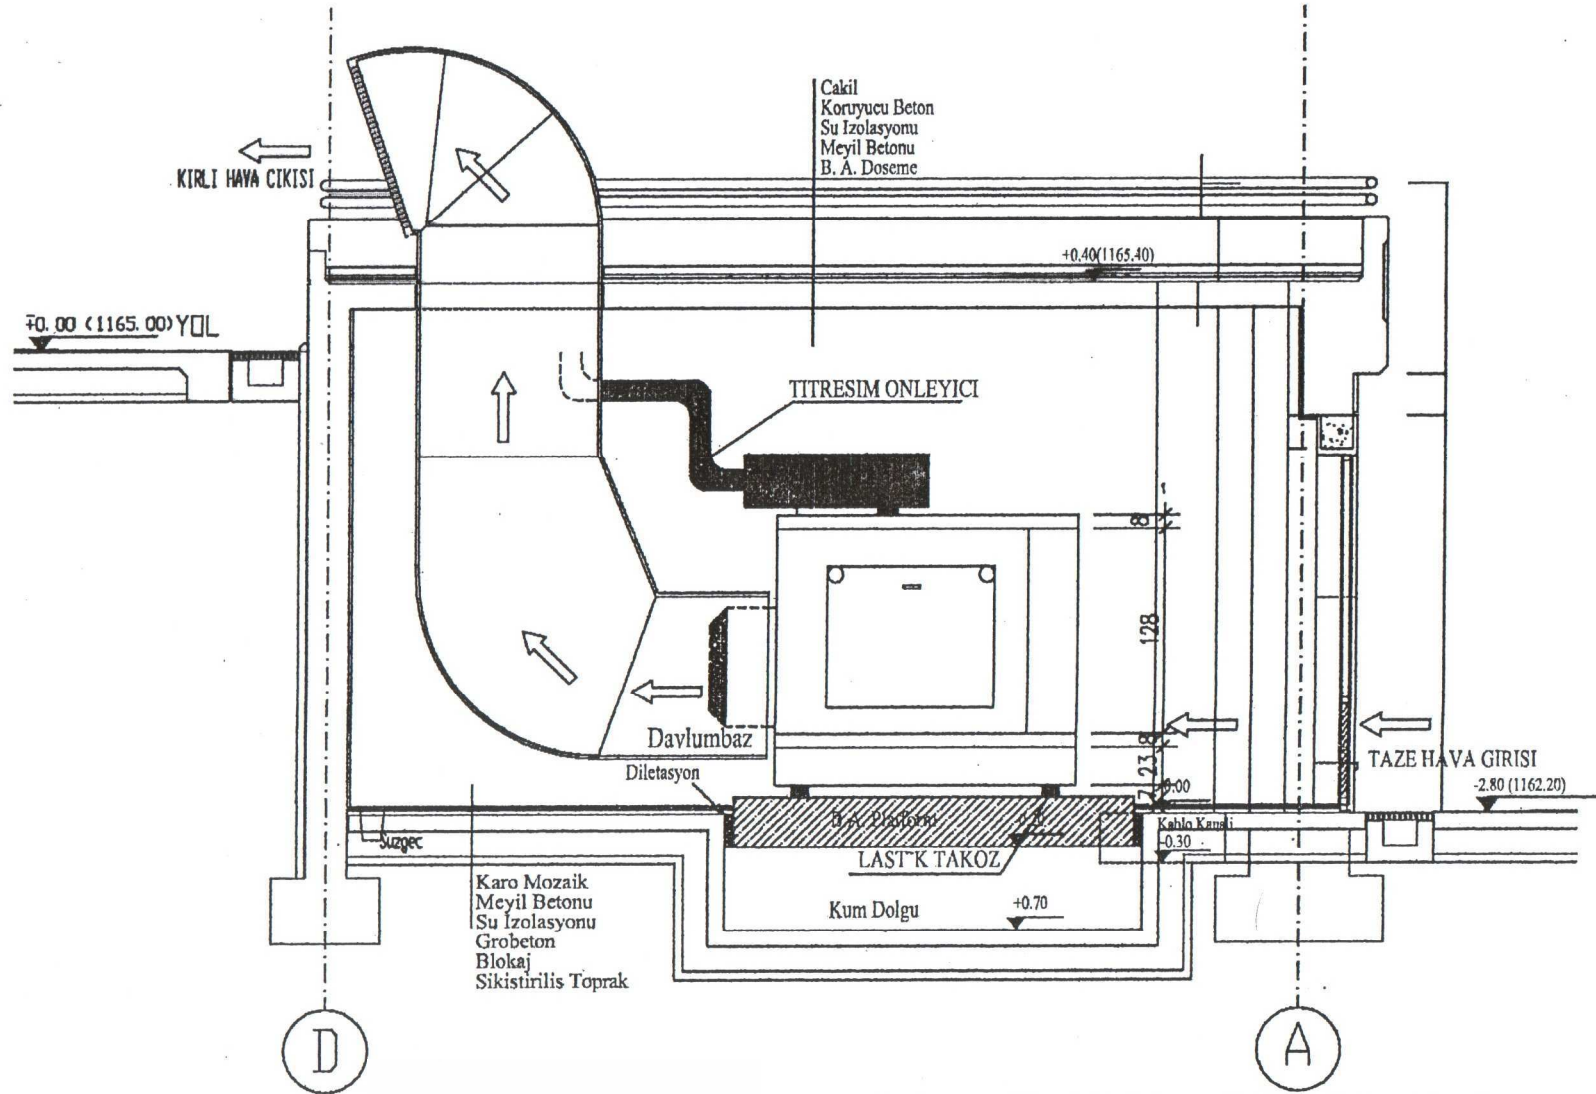 Cakil
Koruyucu Beton
Su Izolasyonu
Meyil Betonu
B. A. Doseme
KIRLI HAVA CIKISI
+0,40(1165.40)
∓0.00 (1165.00) YOL
TITRESIM ONLEYICI
8
128
8
23
7
Davlumbaz
Diletasyon
TAZE HAVA GIRISI
-2.80 (1162.20)
B.A. Platform
Kablo Kanali
-0.30
Suzgec
LAST˜K TAKOZ
Karo Mozaik
Meyil Betonu
Su Izolasyonu
Grobeton
Blokaj
Sikistirilis Toprak
Kum Dolgu
+0.70
D
A